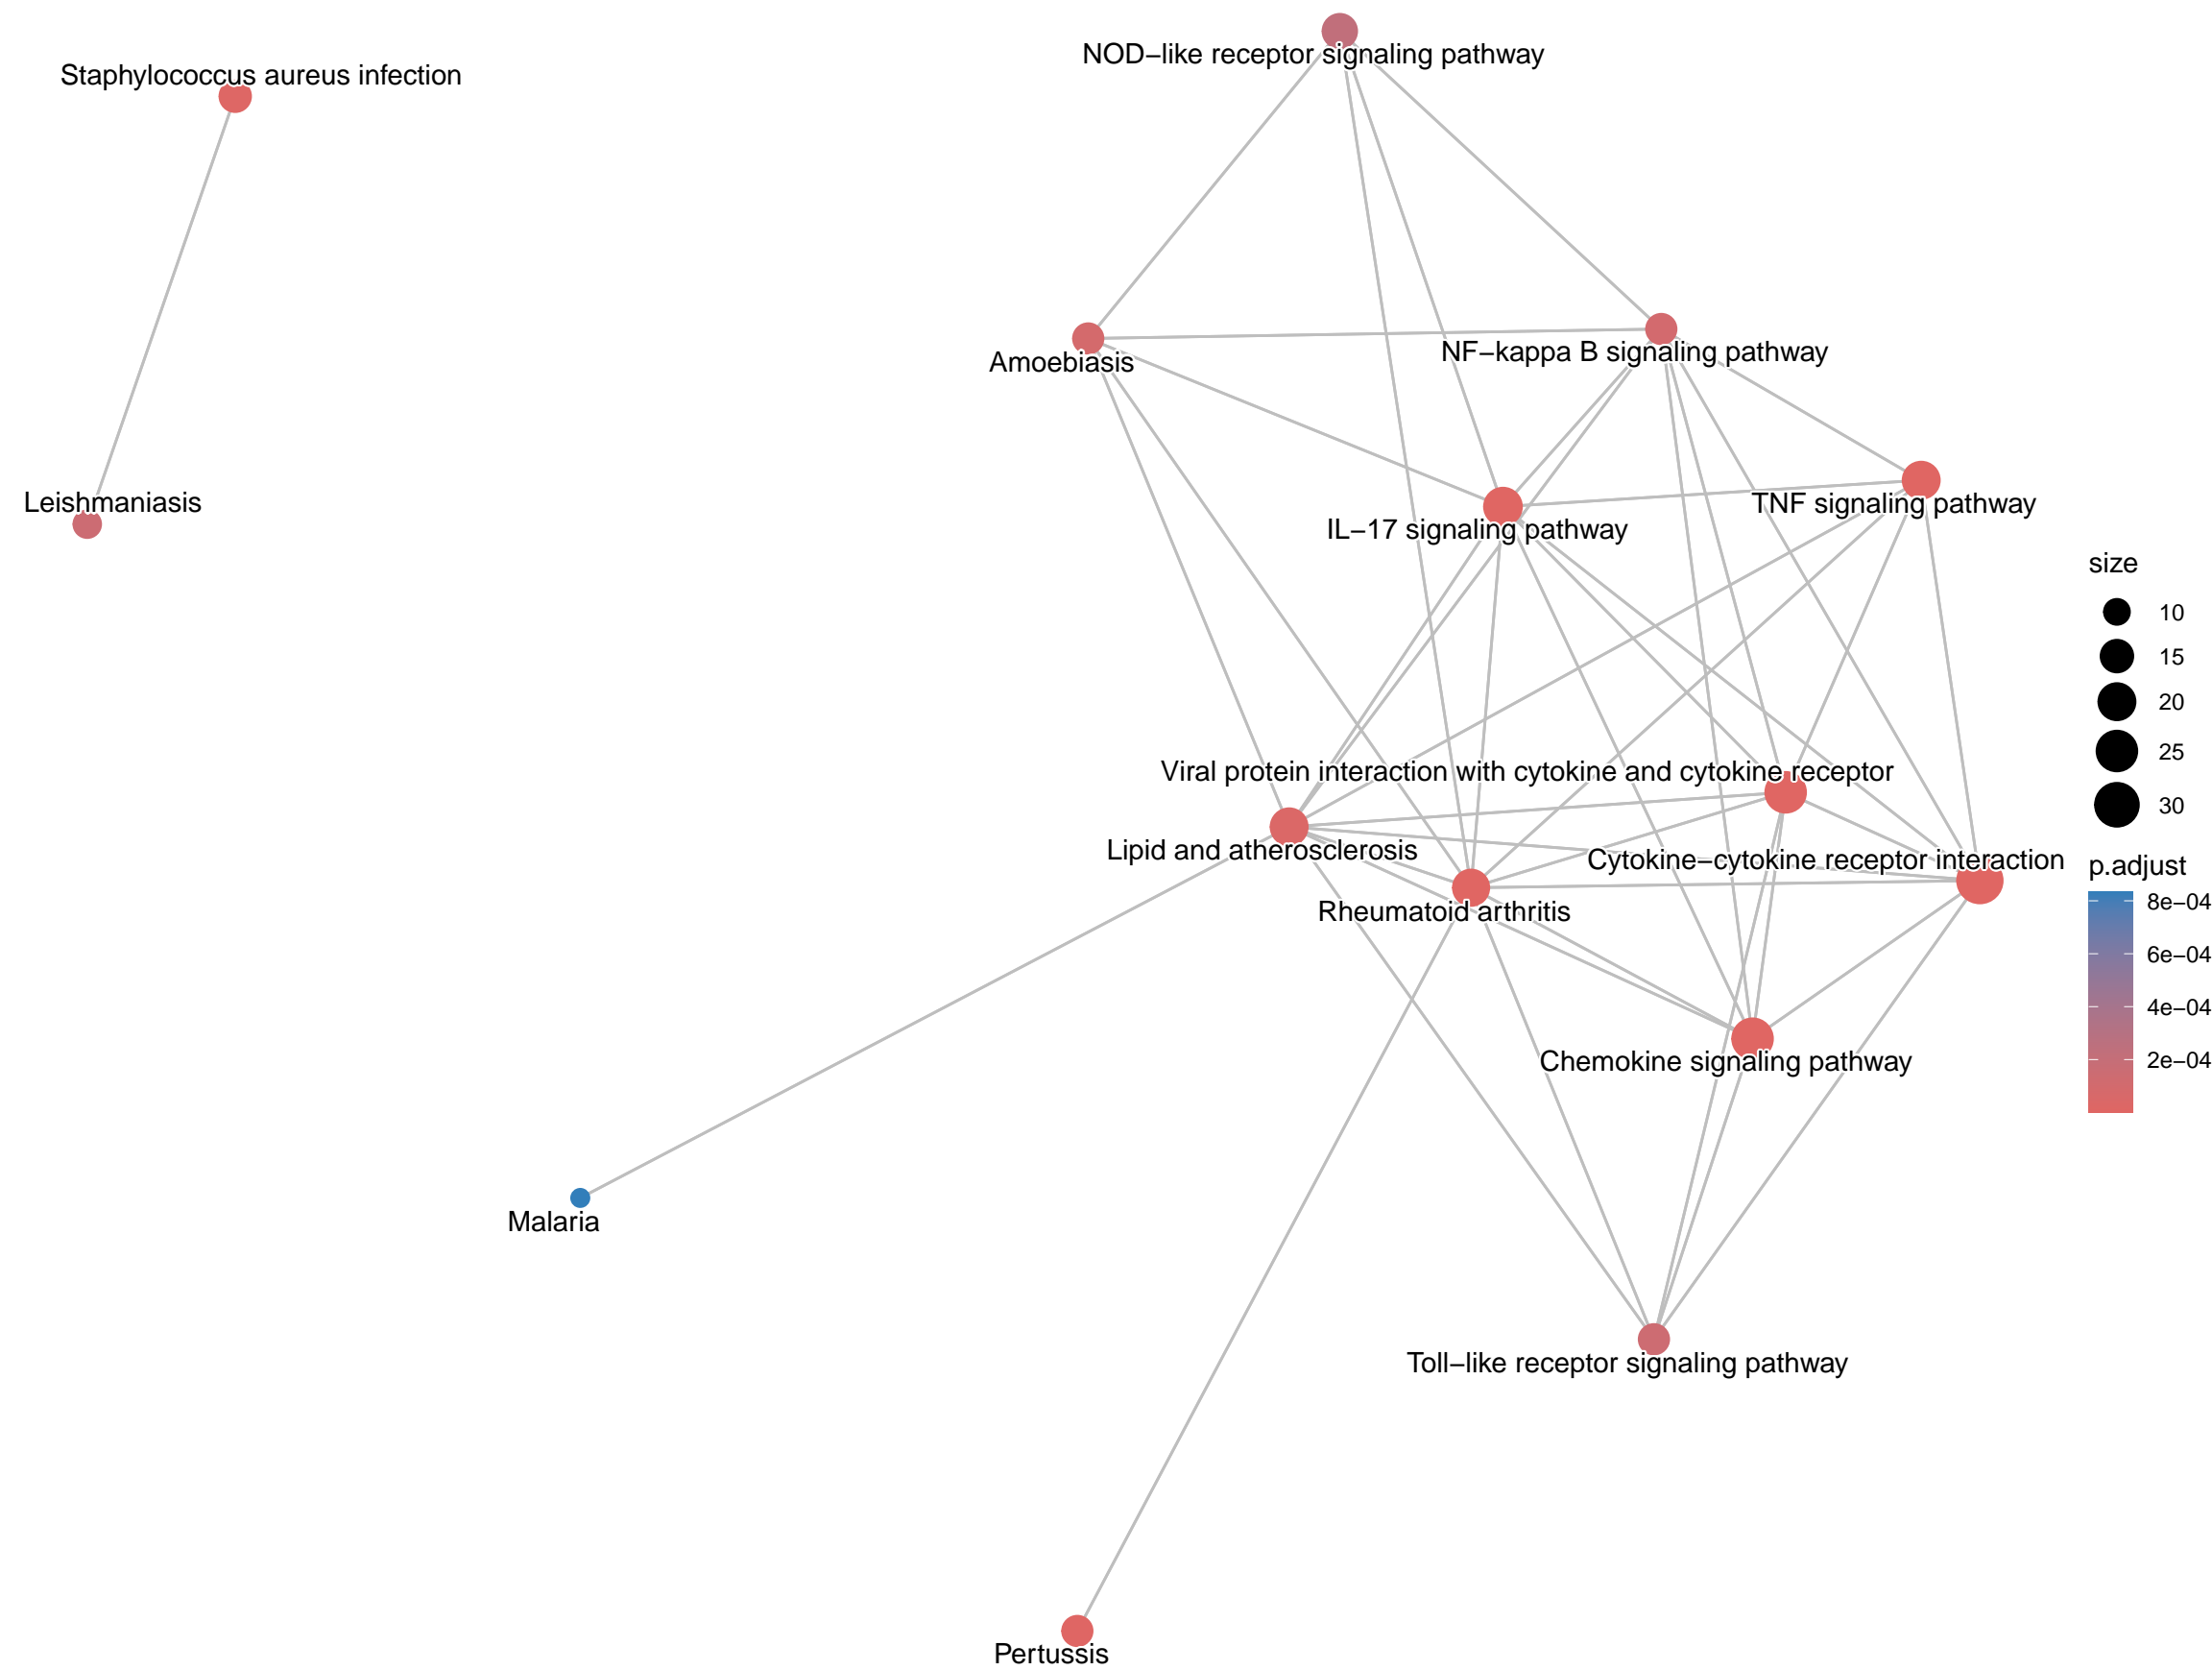 NOD−like receptor signaling pathway
Staphylococcus aureus infection
NF−kappa B signaling pathway
Amoebiasis
Leishmaniasis
TNF signaling pathway
IL−17 signaling pathway
size
10
15
20
25
30
Viral protein interaction with cytokine and cytokine receptor
Lipid and atherosclerosis
Cytokine−cytokine receptor interaction
p.adjust
8e−04
6e−04
4e−04
2e−04
Rheumatoid arthritis
Chemokine signaling pathway
Malaria
Toll−like receptor signaling pathway
Pertussis